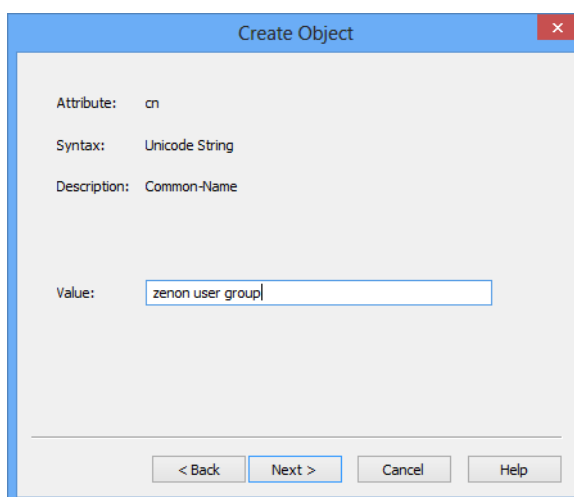 Create Object
Attribute: cn
Syntax: Unicode String
Description: Common-Name
Value: zenon user group
< Back Next > Cancel Help